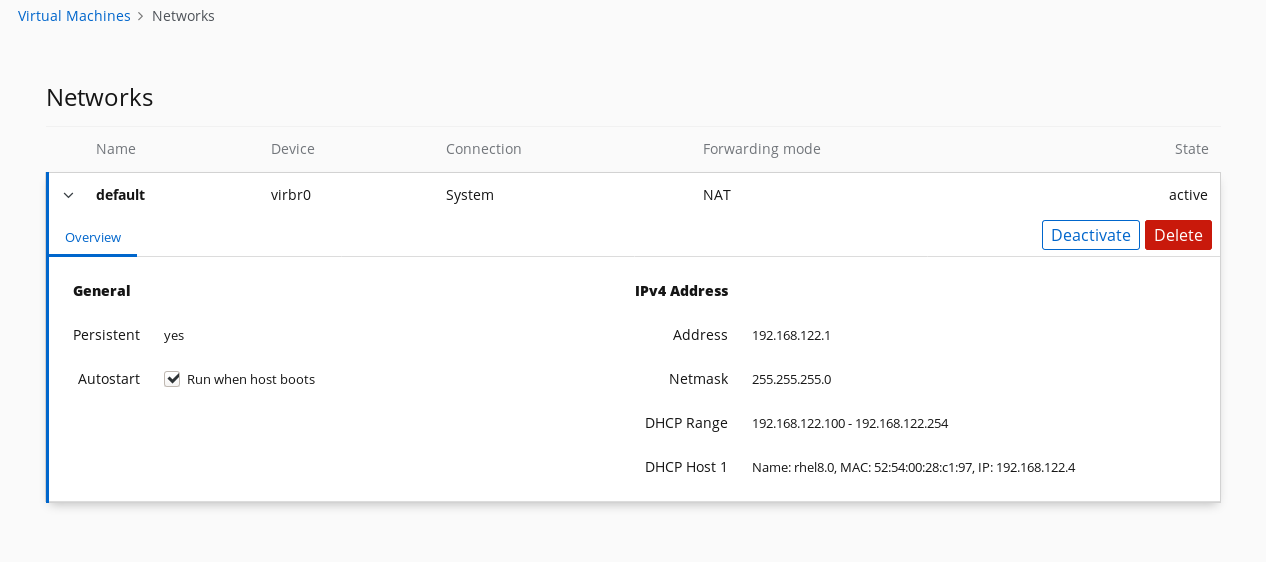 Virtual Machines > Networks
Networks
Name Device Connection Forwarding mode State
default virbr0 System NAT active
Overview Deactivate Delete
General IPv4 Address
Persistent yes Address 192.168.122.1
Autostart Run when host boots Netmask 255.255.255.0
DHCP Range 192.168.122.100 - 192.168.122.254
DHCP Host 1 Name: rhel8.0, MAC: 52:54:00:28:c1:97, IP: 192.168.122.4